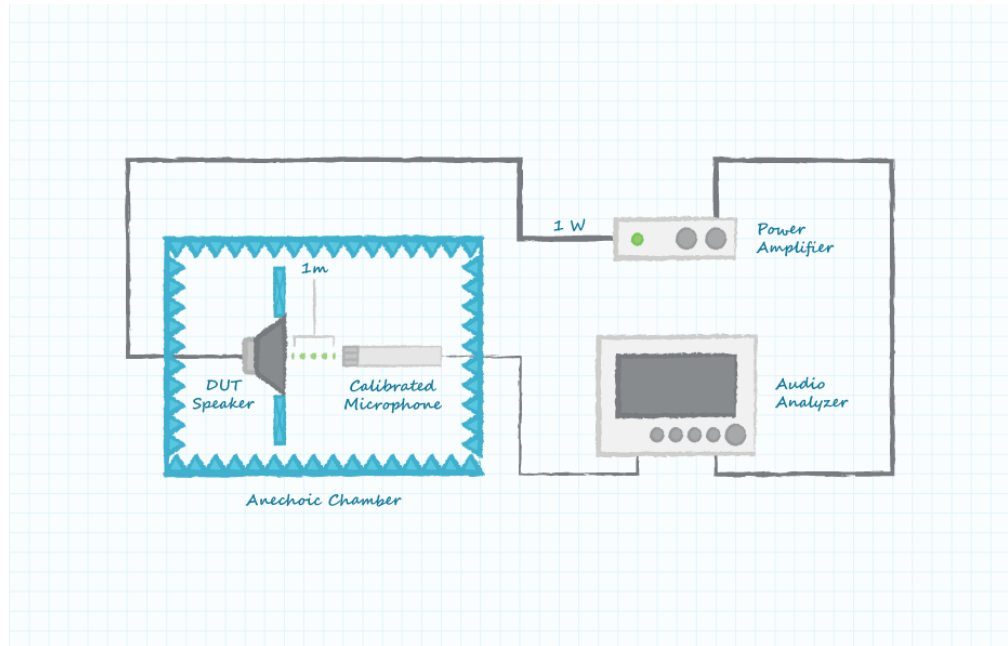 1 W
Power
Amplifier
1m
DUT
Speaker
Calibrated
Microphone
Audio
Analyzer
Anechoic Chamber